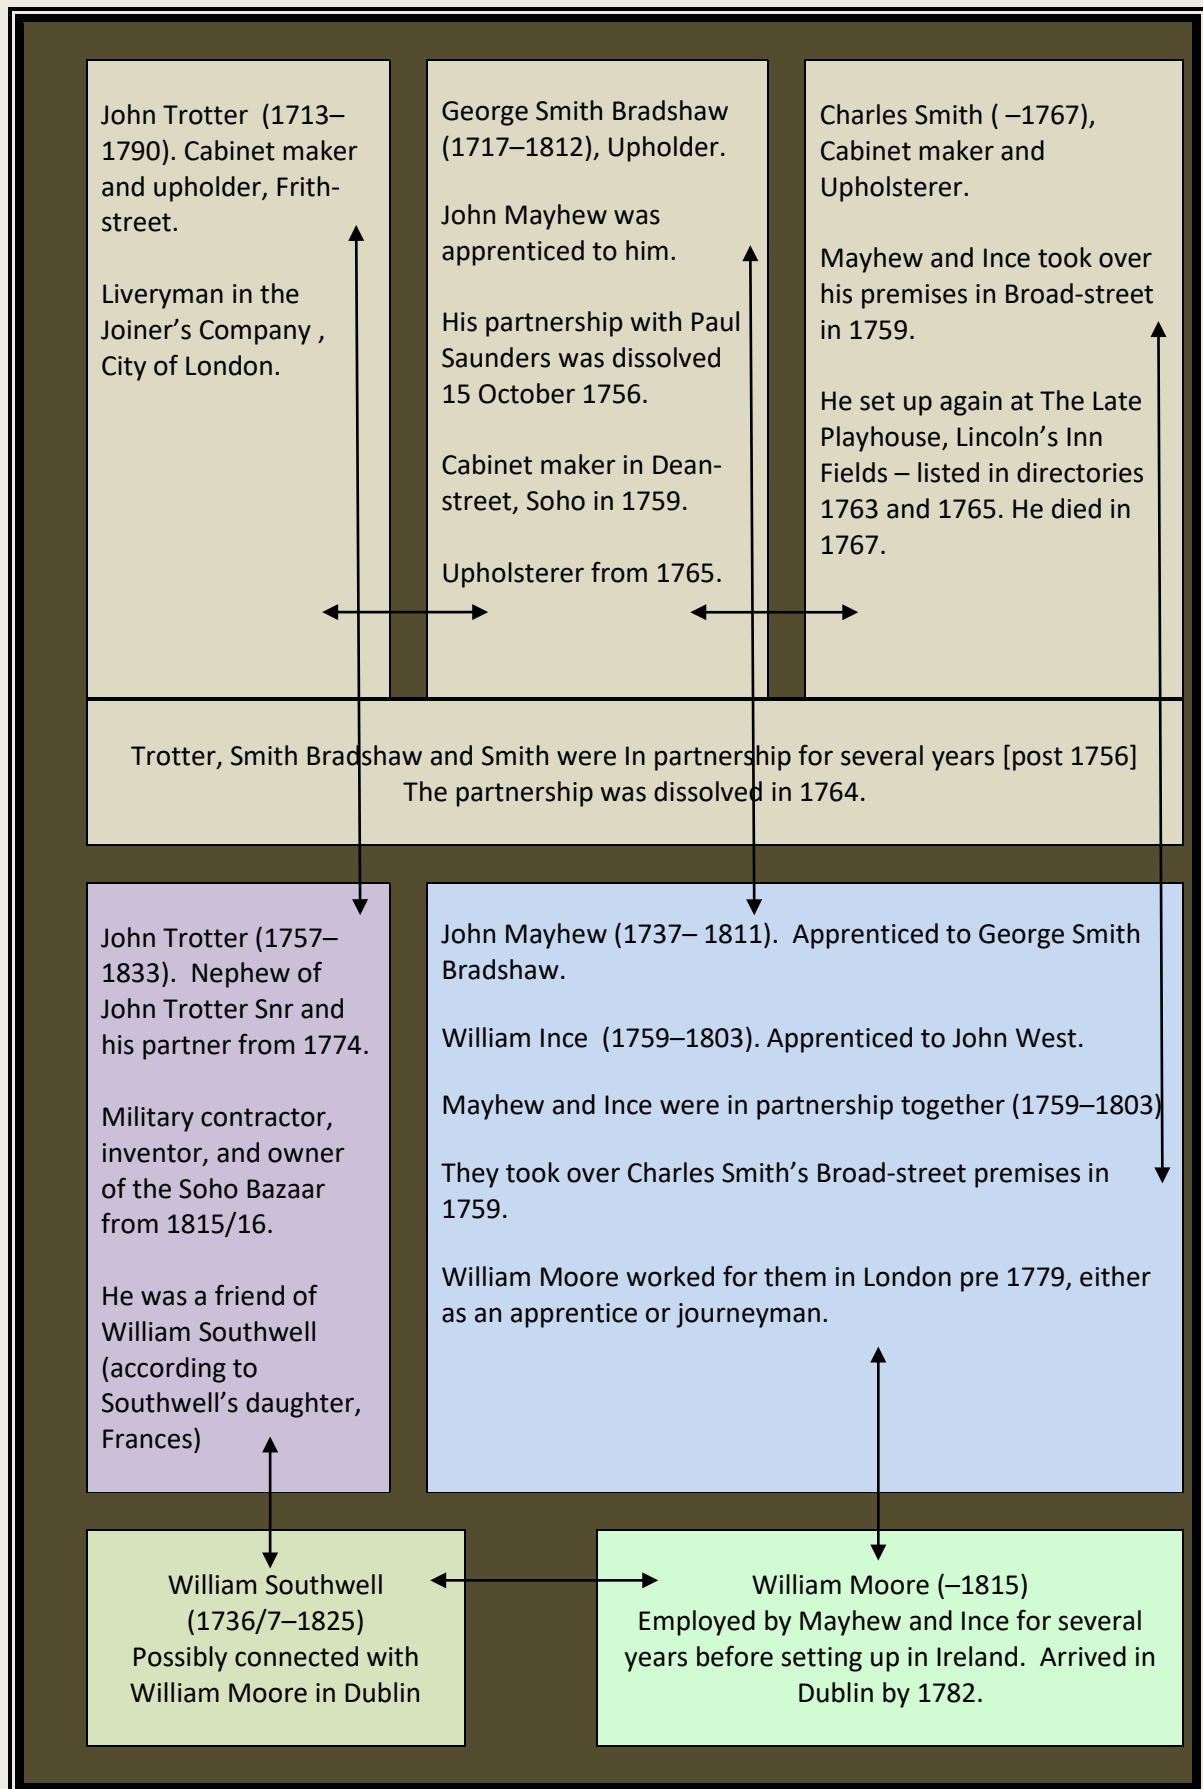 John Trotter  (1713–
1790). Cabinet maker
and upholder, Frith-
street.
Liveryman in the
Joiner’s Company ,
City of London.
George Smith Bradshaw
(1717–1812), Upholder.
John Mayhew was
apprenticed to him.
His partnership with Paul
Saunders was dissolved
15 October 1756.
Cabinet maker in Dean-
street, Soho in 1759.
Upholsterer from 1765.
Charles Smith ( –1767),
Cabinet maker and
Upholsterer.
Mayhew and Ince took over
his premises in Broad-street
in 1759.
He set up again at The Late
Playhouse, Lincoln’s Inn
Fields – listed in directories
1763 and 1765. He died in
1767.
Trotter, Smith Bradshaw and Smith were In partnership for several years [post 1756]
The partnership was dissolved in 1764.
John Trotter (1757–
1833).  Nephew of
John Trotter Snr and
his partner from 1774.
Military contractor,
inventor, and owner
of the Soho Bazaar
from 1815/16.
He was a friend of
William Southwell
(according to
Southwell’s daughter,
Frances)
John Mayhew (1737– 1811).  Apprenticed to George Smith
Bradshaw.
William Ince  (1759–1803). Apprenticed to John West.
Mayhew and Ince were in partnership together (1759–1803)
They took over Charles Smith’s Broad-street premises in
1759.
William Moore worked for them in London pre 1779, either
as an apprentice or journeyman.
William Southwell
(1736/7–1825)
Possibly connected with
William Moore in Dublin
William Moore (–1815)
Employed by Mayhew and Ince for several
years before setting up in Ireland.  Arrived in
Dublin by 1782.